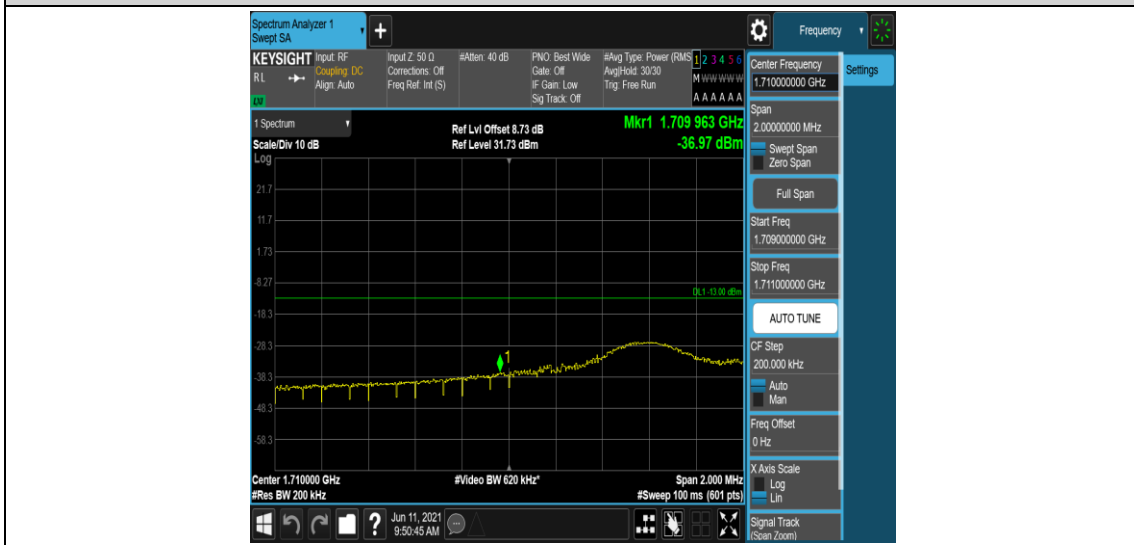 Spectrum Analyzer 1
Swept SA
+
Frequency
KEYSIGHT
RL
Input: RF
Coupling: DC
Align: Auto
Input Z: 50 Ω
Corrections: Off
Freq Ref: Int (S)
#Atten: 40 dB
PNO: Best Wide
Gate: Off
IF Gain: Low
Sig Track: Off
#Avg Type: Power (RMS
Avg|Hold: 30/30
Trig: Free Run
1 2 3 4 5 6
M W W W W W
A A A A A A
1 Spectrum
Scale/Div 10 dB
Log
Ref Lvl Offset 8.73 dB
Ref Level 31.73 dBm
Mkr1 1.709 963 GHz
-36.97 dBm
21.7
11.7
1.73
-8.27
-18.3
-28.3
-38.3
-48.3
-58.3
DL1 -13.00 dBm
1
Center 1.710000 GHz
#Res BW 200 kHz
#Video BW 620 kHz*
Span 2.000 MHz
#Sweep 100 ms (601 pts)
?
Jun 11, 2021
9:50:45 AM
Center Frequency
1.710000000 GHz
Settings
Span
2.00000000 MHz
Swept Span
Zero Span
Full Span
Start Freq
1.709000000 GHz
Stop Freq
1.711000000 GHz
AUTO TUNE
CF Step
200.000 kHz
Auto
Man
Freq Offset
0 Hz
X Axis Scale
Log
Lin
Signal Track
(Span Zoom)